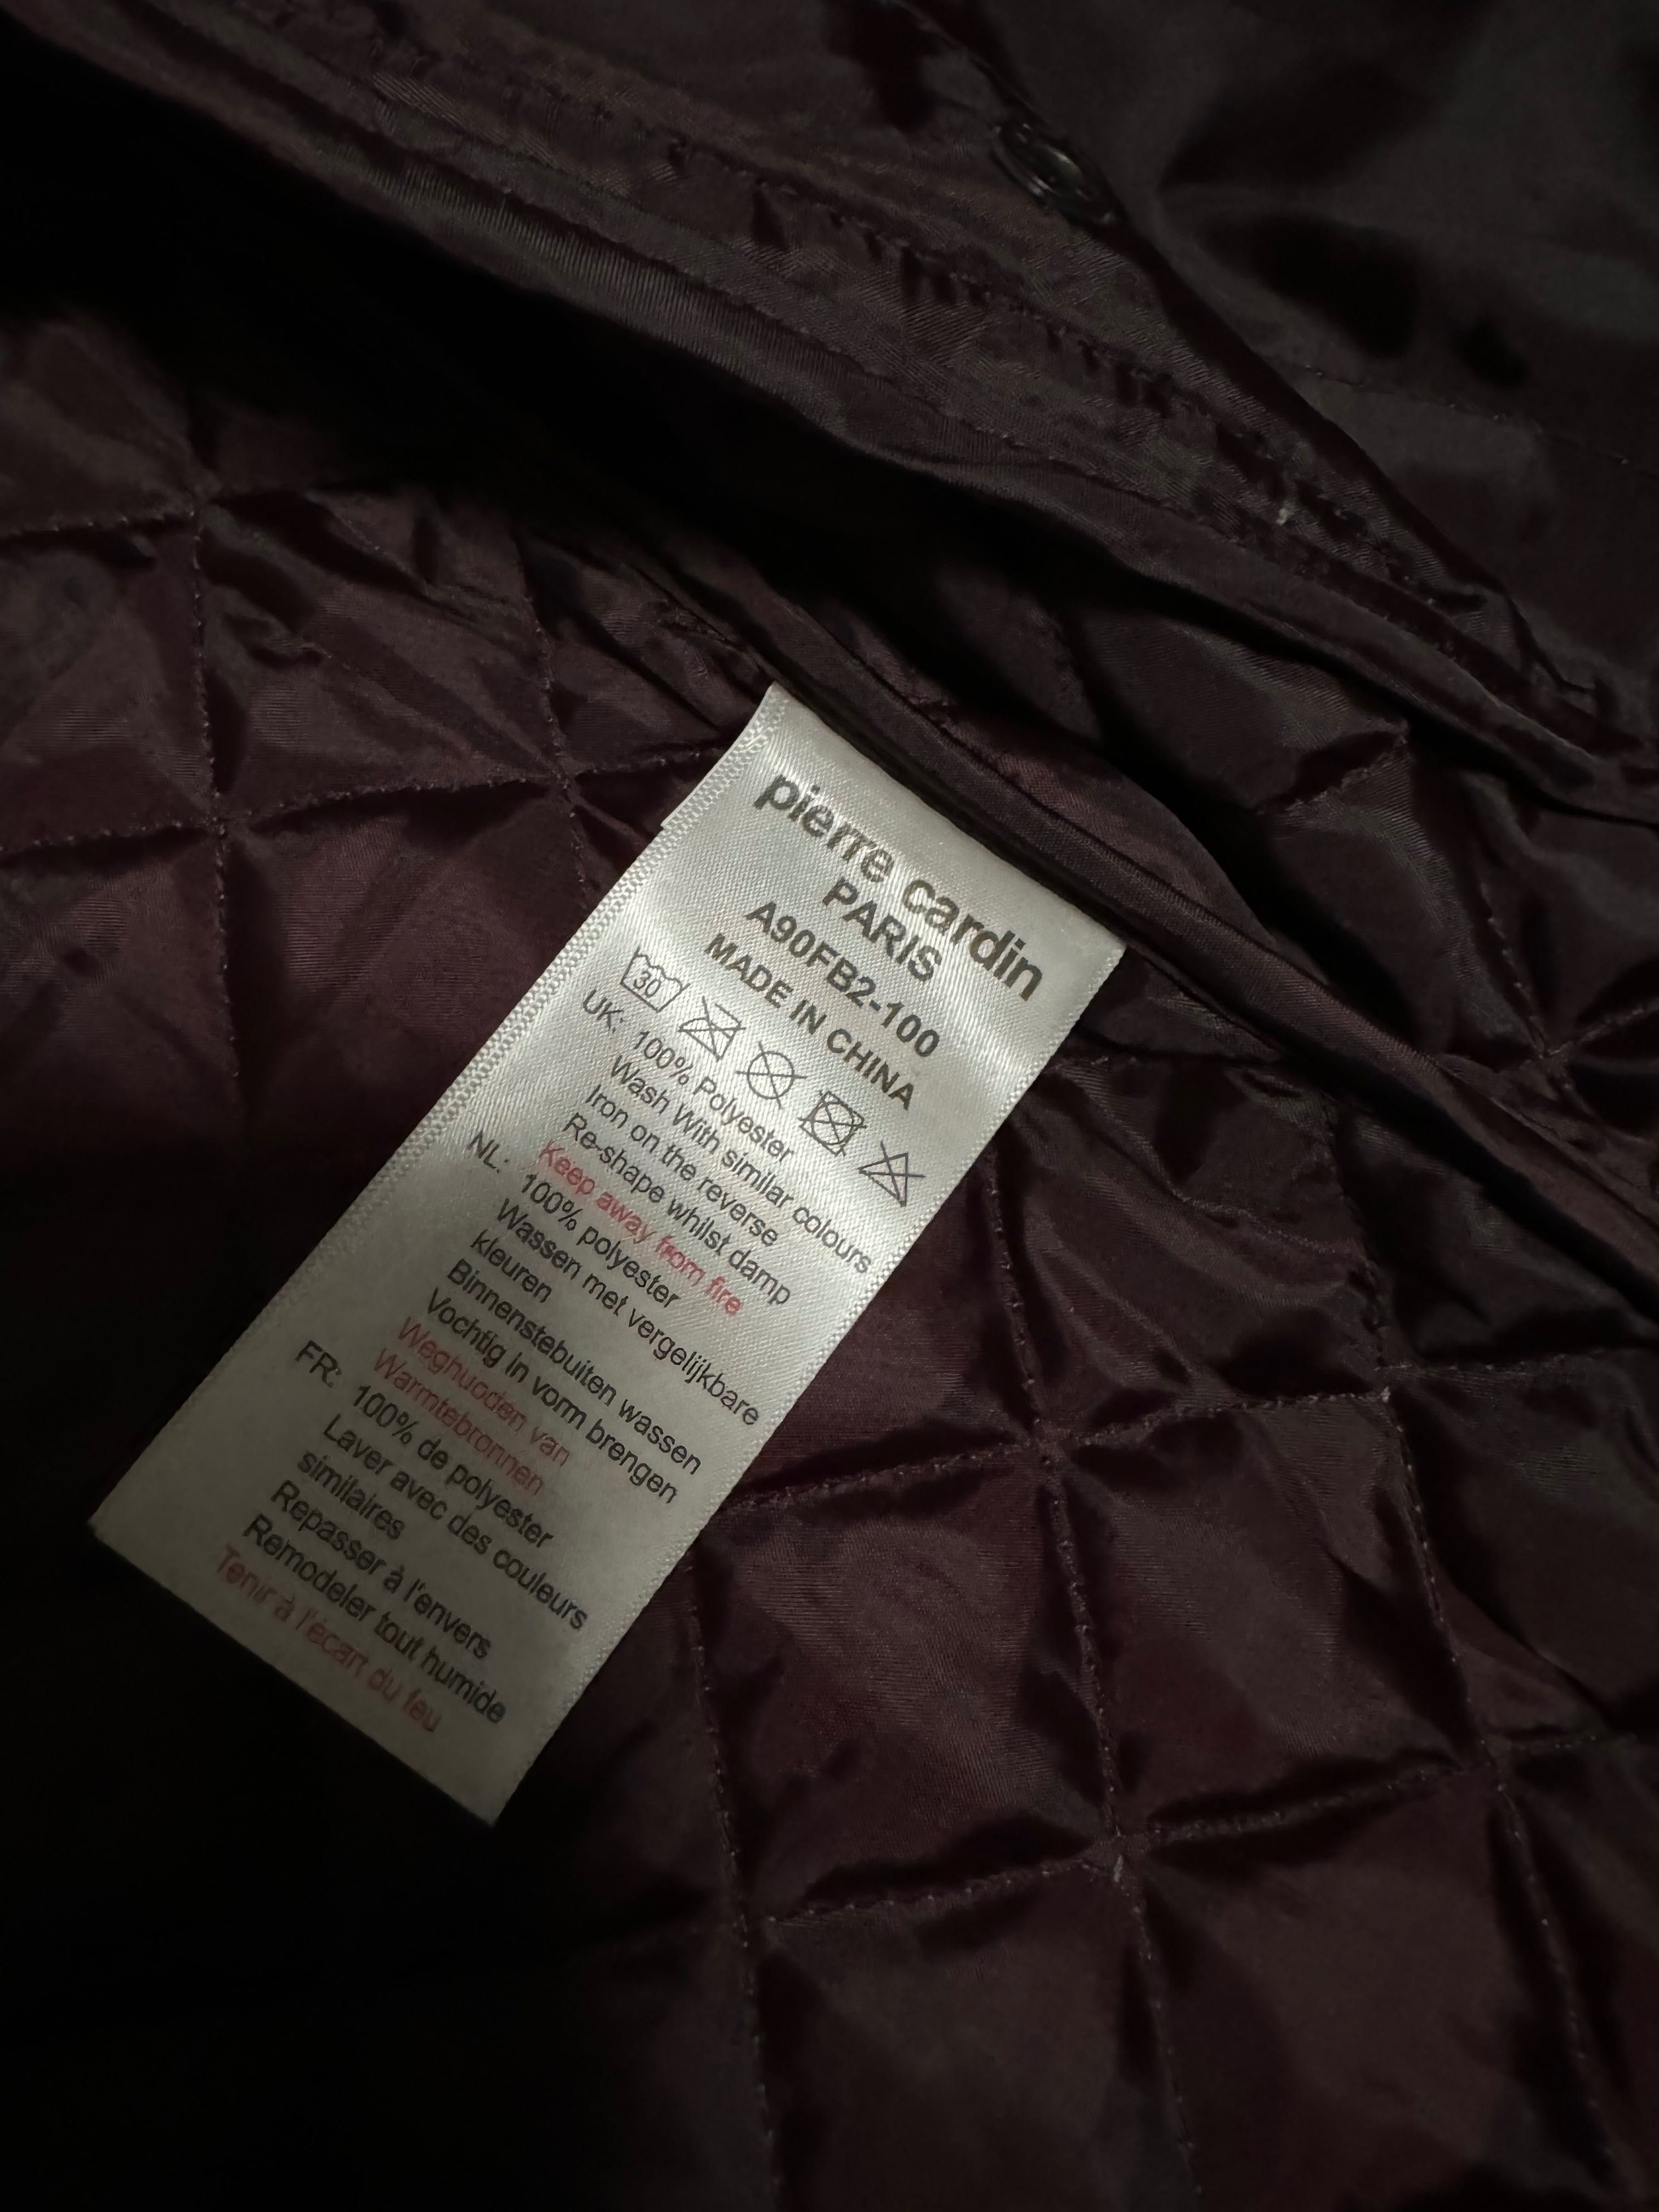 pierre cardin
PARIS
A90FB2-100
MADE IN CHINA
30
UK: 100% Polyester
Wash With similar colours
Iron on the reverse
Re-shape whilst damp
Keep away from fire
NL: 100% polyester
Wassen met vergelijkbare
kleuren
Binnenstebuiten wassen
Vochtig in vorm brengen
Weghuoden van
Warmtebronnen
FR: 100% de polyester
Laver avec des couleurs
similaires
Repasser à l'envers
Remodeler tout humide
Tenir à l'écart du feu